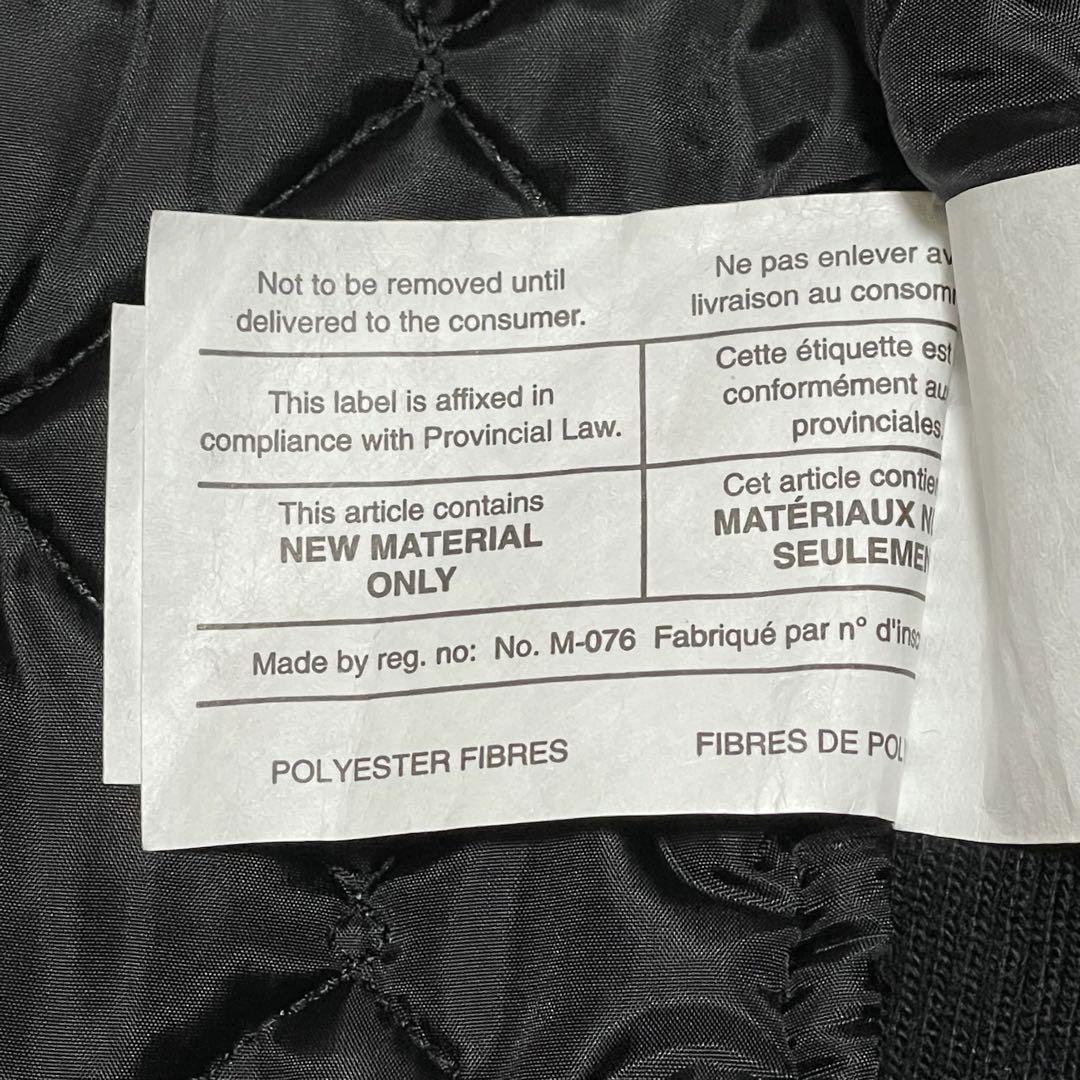 Not to be removed until
delivered to the consumer.
Ne pas enlever
livraison au
This label is affixed in
compliance with Provincial Law.
Cette étiquette est
conformément
provinciales
This article contains
NEW MATERIAL
ONLY
Cet article
MATÉRIAUX
Made by reg. no: No. M-076 Fabriqué par n°
POLYESTER FIBRES
FIBRES DE